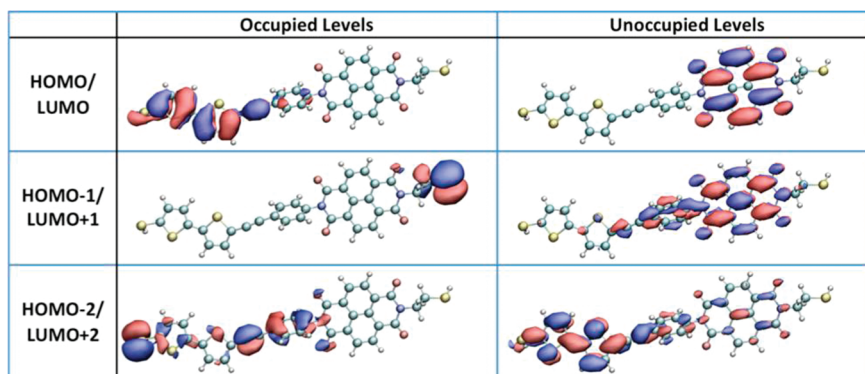 Occupied Levels
Unoccupied Levels
HOMO/
LUMO
HOMO-1/
LUMO+1
HOMO-2/
LUMO+2